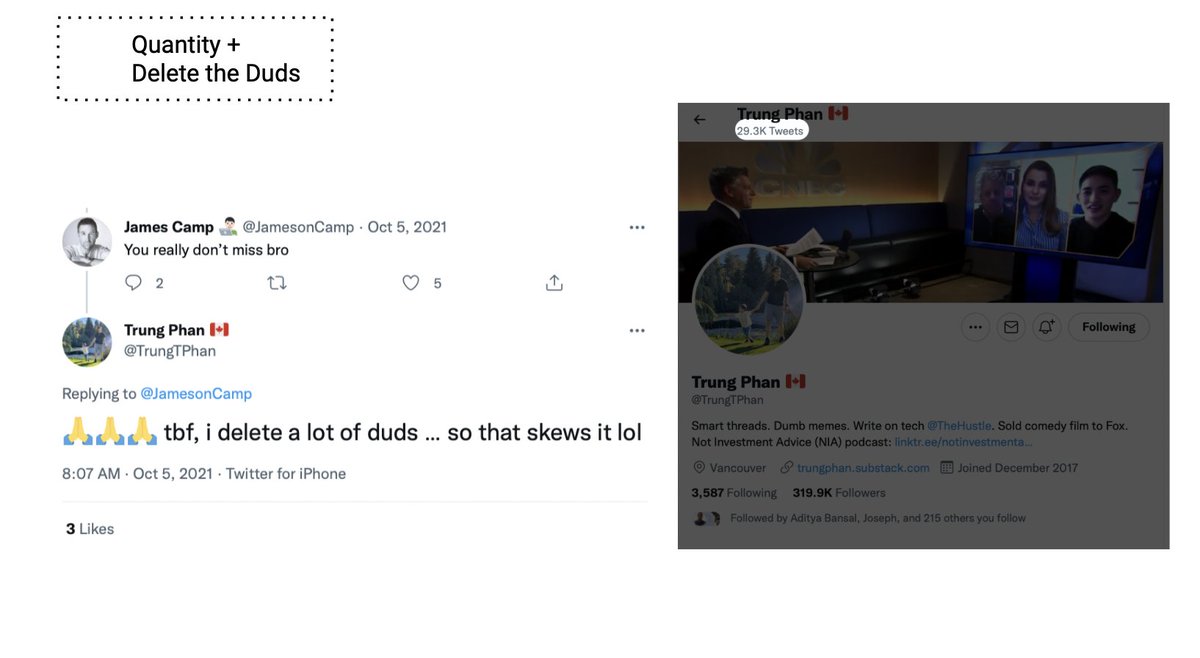 Quantity +
Delete the Duds
James Camp 👨🏻‍💻 @JamesonCamp · Oct 5, 2021
You really don't miss bro
2
5
Trung Phan 🇨🇦
@TrungTPhan
Replying to @JamesonCamp
🙏🙏🙏 tbf, i delete a lot of duds ... so that skews it lol
8:07 AM · Oct 5, 2021 · Twitter for iPhone
3 Likes
Trung Phan 🇨🇦
29.3K Tweets
CNBC
Following
Trung Phan 🇨🇦
@TrungTPhan
Smart threads. Dumb memes. Write on tech @TheHustle. Sold comedy film to Fox.
Not Investment Advice (NIA) podcast: linktr.ee/notinvestmenta...
Vancouver trungphan.substack.com Joined December 2017
3,587 Following 319.9K Followers
Followed by Aditya Bansal, Joseph, and 215 others you follow